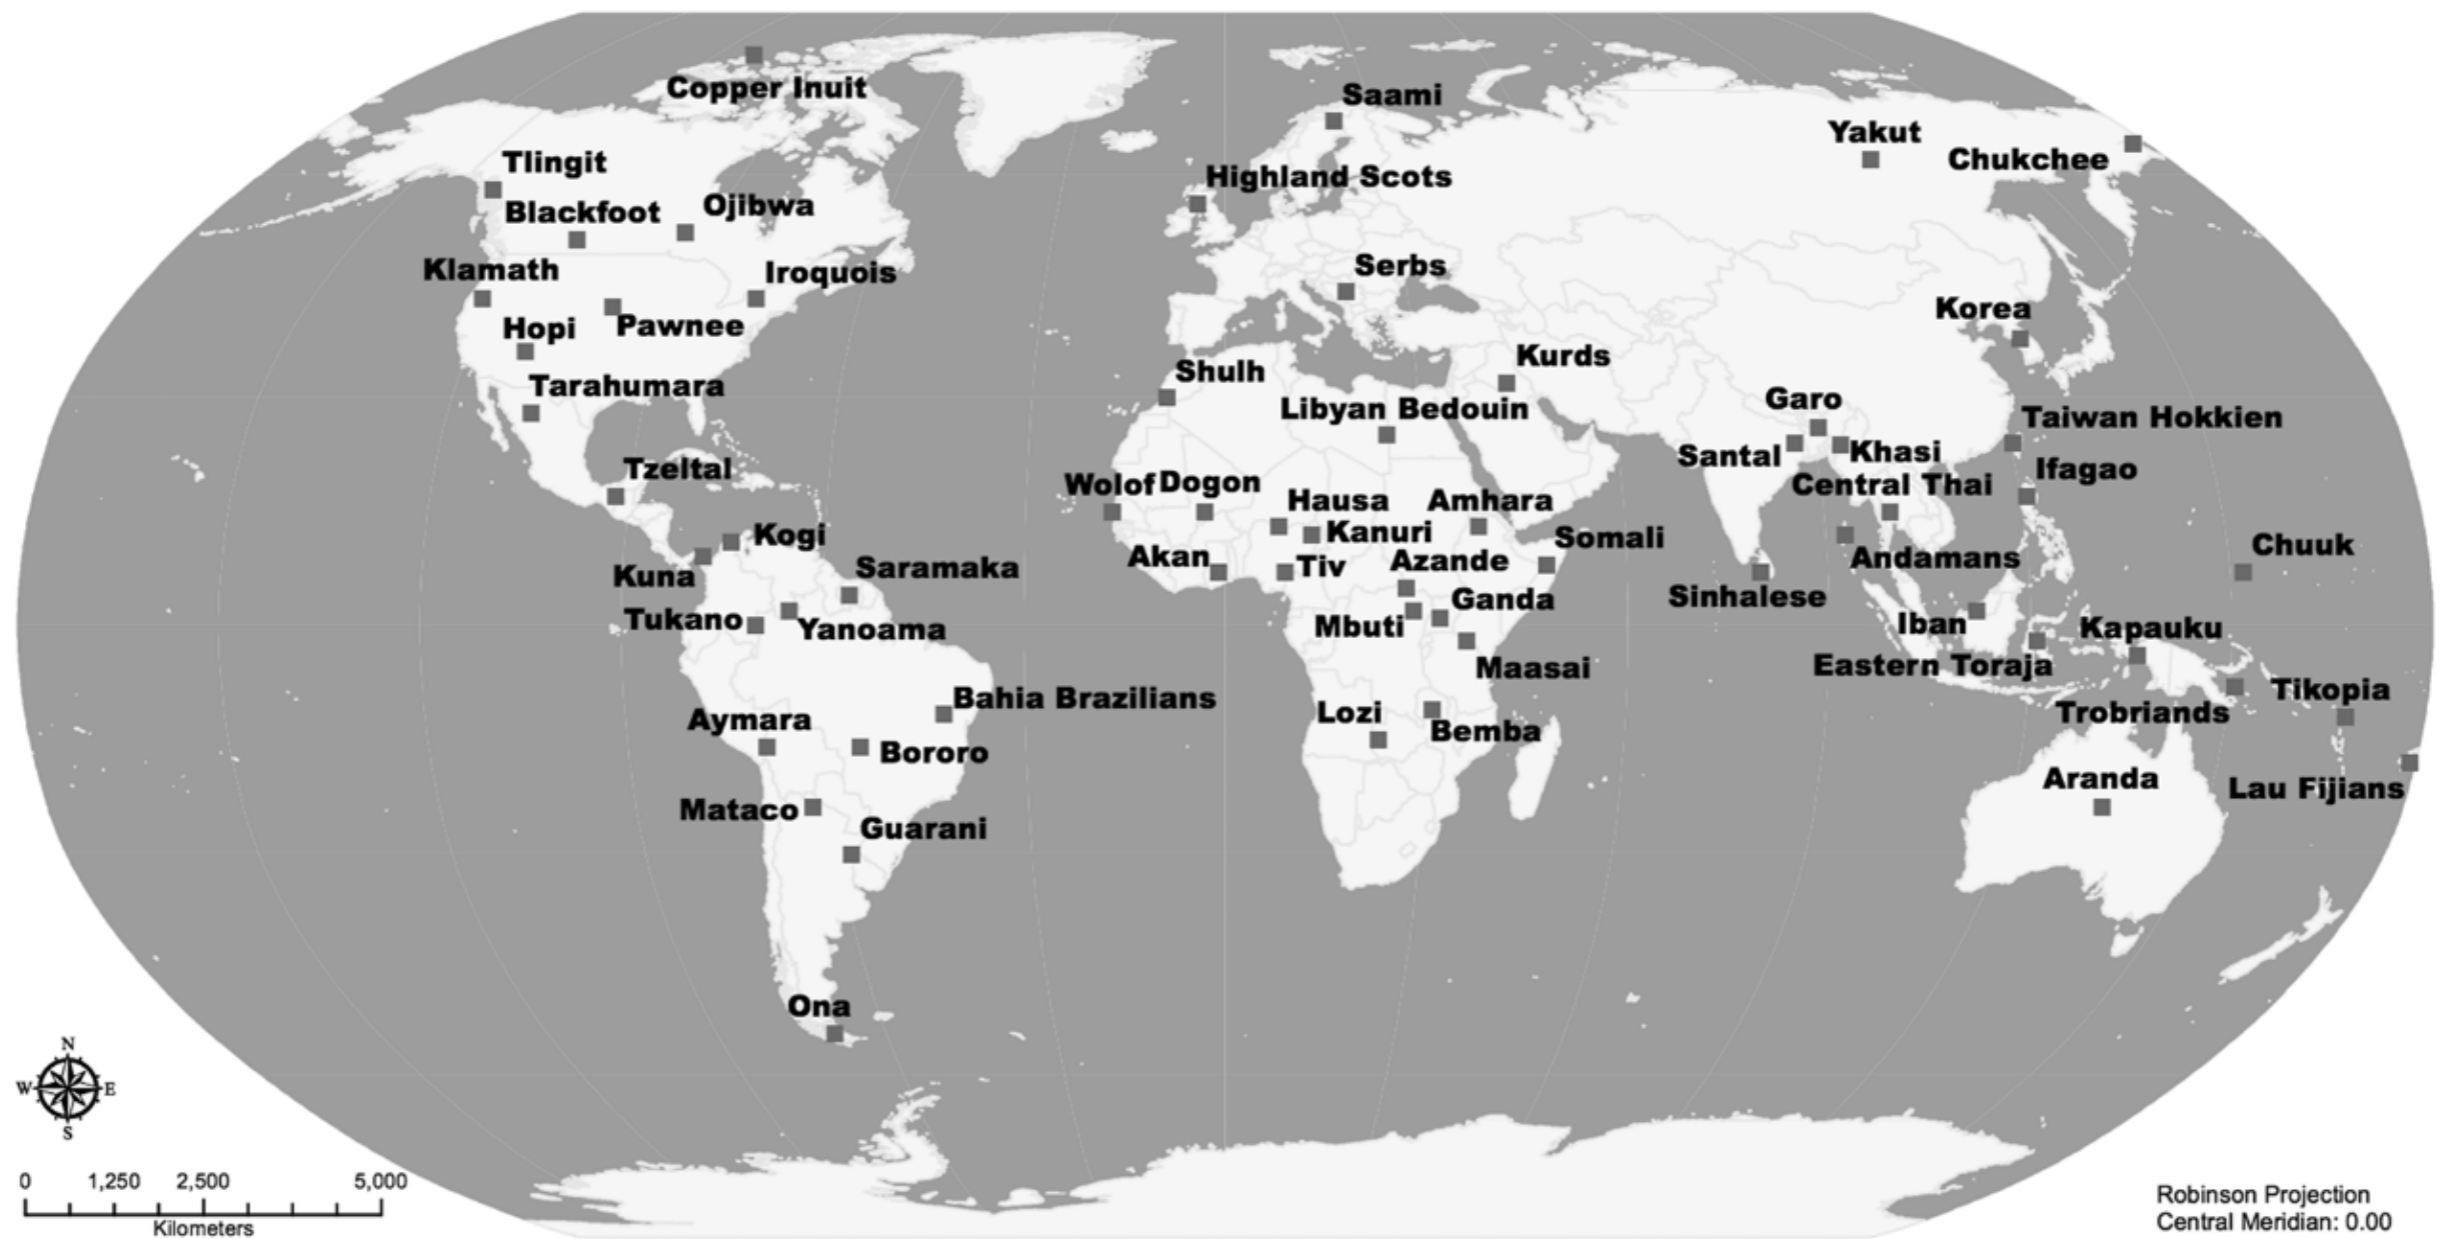 Copper Inuit
Saami
Yakut
Chukchee
Tlingit
Highland Scots
Blackfoot
Ojibwa
Klamath
Iroquois
Serbs
Korea
Hopi
Pawnee
Kurds
Shulh
Tarahumara
Garo
Libyan Bedouin
Taiwan Hokkien
Santal
Khasi
Tzeltal
Ifagao
Wolof
Dogon
Central Thai
Hausa
Amhara
Kogi
Kanuri
Somali
Chuuk
Akan
Andamans
Kuna
Saramaka
Tiv
Azande
Sinhalese
Ganda
Tukano
Yanoama
Mbuti
Iban
Kapauku
Maasai
Eastern Toraja
Bahia Brazilians
Tikopia
Aymara
Lozi
Trobriands
Bemba
Bororo
Aranda
Lau Fijians
Mataco
Guarani
Ona
N
W E
S
0 1,250 2,500 5,000
Kilometers
Robinson Projection
Central Meridian: 0.00